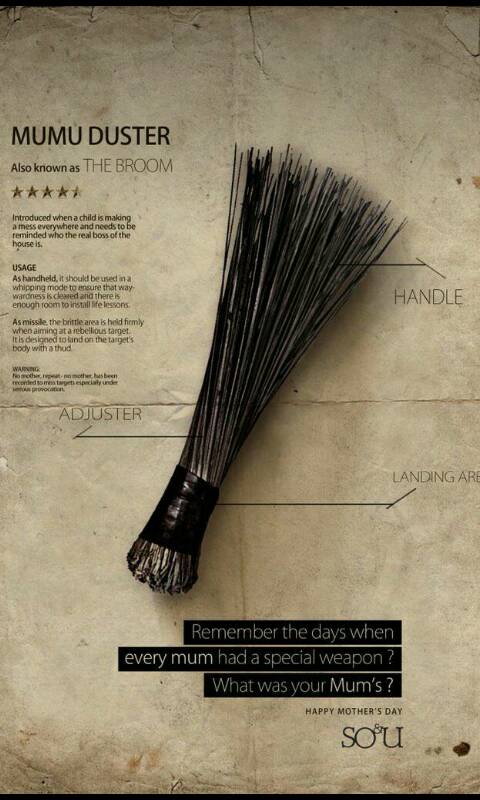 MUMU DUSTER
Also known as THE BROOM
Introduced when a child is making
a mess everywhere and needs to be
reminded who the real boss of the
house is.
USAGE
As handheld, it should be used in a
whipping mode to ensure that way-
wardness is cleared and there is
enough room to install life lessons.
As missile, the brittle area is held firmly
when aiming at a rebellious target.
It is designed to land on the target's
body with a thud.
WARNING:
No mother, repeat - no mother, has been
recorded to miss targets especially under
serious provocation.
HANDLE
ADJUSTER
LANDING ARE
Remember the days when
every mum had a special weapon ?
What was your Mum's ?
HAPPY MOTHER'S DAY
SO&U